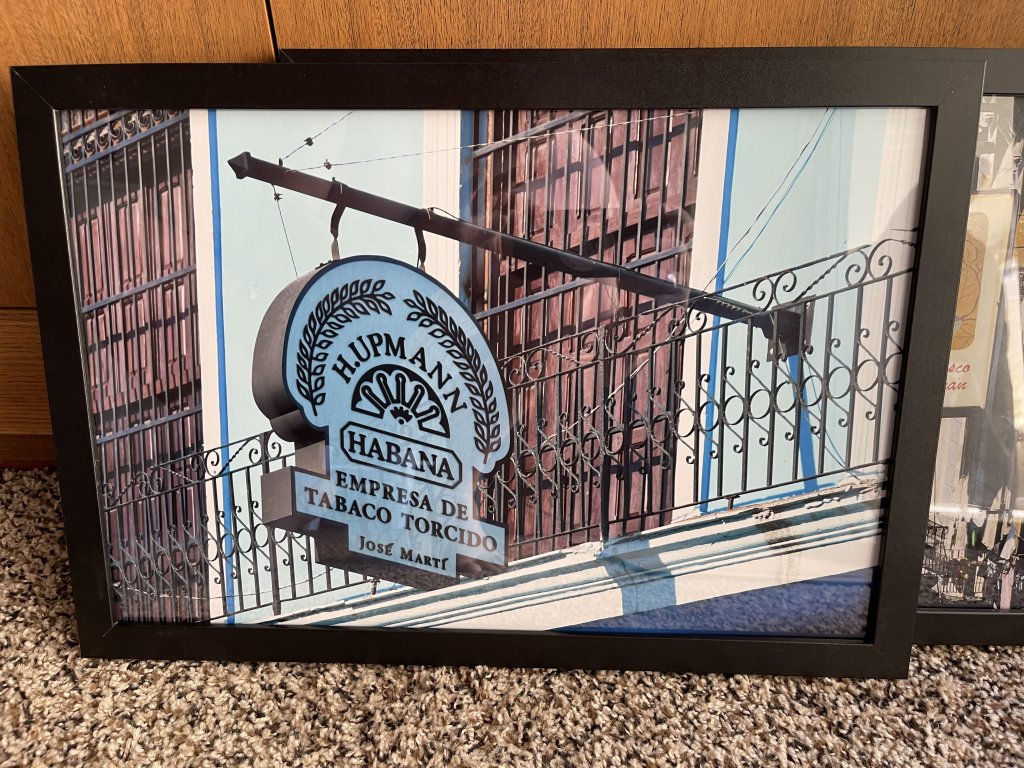 H.UPMANN
HABANA
EMPRESA DE
TABACO TORCIDO
JOSÉ MARTÍ